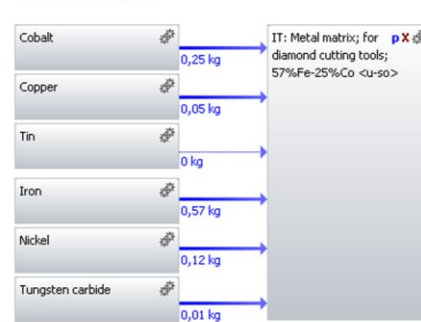 Cobalt
0,25 kg
Copper
0,05 kg
Tin
0 kg
Iron
0,57 kg
Nickel
0,12 kg
Tungsten carbide
0,01 kg
IT: Metal matrix; for p X
diamond cutting tools;
57%Fe-25%Co <u-so>